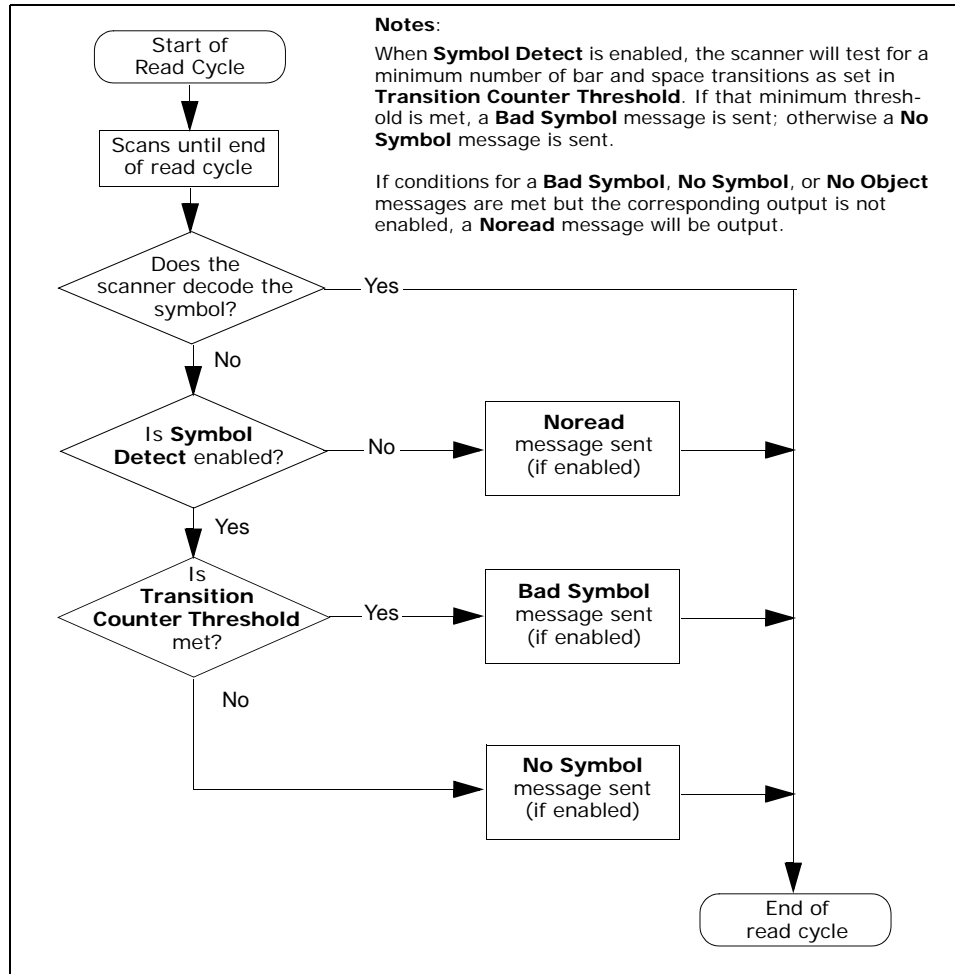 Notes:
When Symbol Detect is enabled, the scanner will test for a
minimum number of bar and space transitions as set in
Transition Counter Threshold. If that minimum thresh-
old is met, a Bad Symbol message is sent; otherwise a No
Symbol message is sent.
If conditions for a Bad Symbol, No Symbol, or No Object
messages are met but the corresponding output is not
enabled, a Noread message will be output.
Start of
Read Cycle
Scans until end
of read cycle
Does the
scanner decode the
symbol?
Yes
No
Is Symbol
Detect enabled?
No
Noread
message sent
(if enabled)
Yes
Is
Transition
Counter Threshold
met?
Yes
Bad Symbol
message sent
(if enabled)
No
No Symbol
message sent
(if enabled)
End of
read cycle